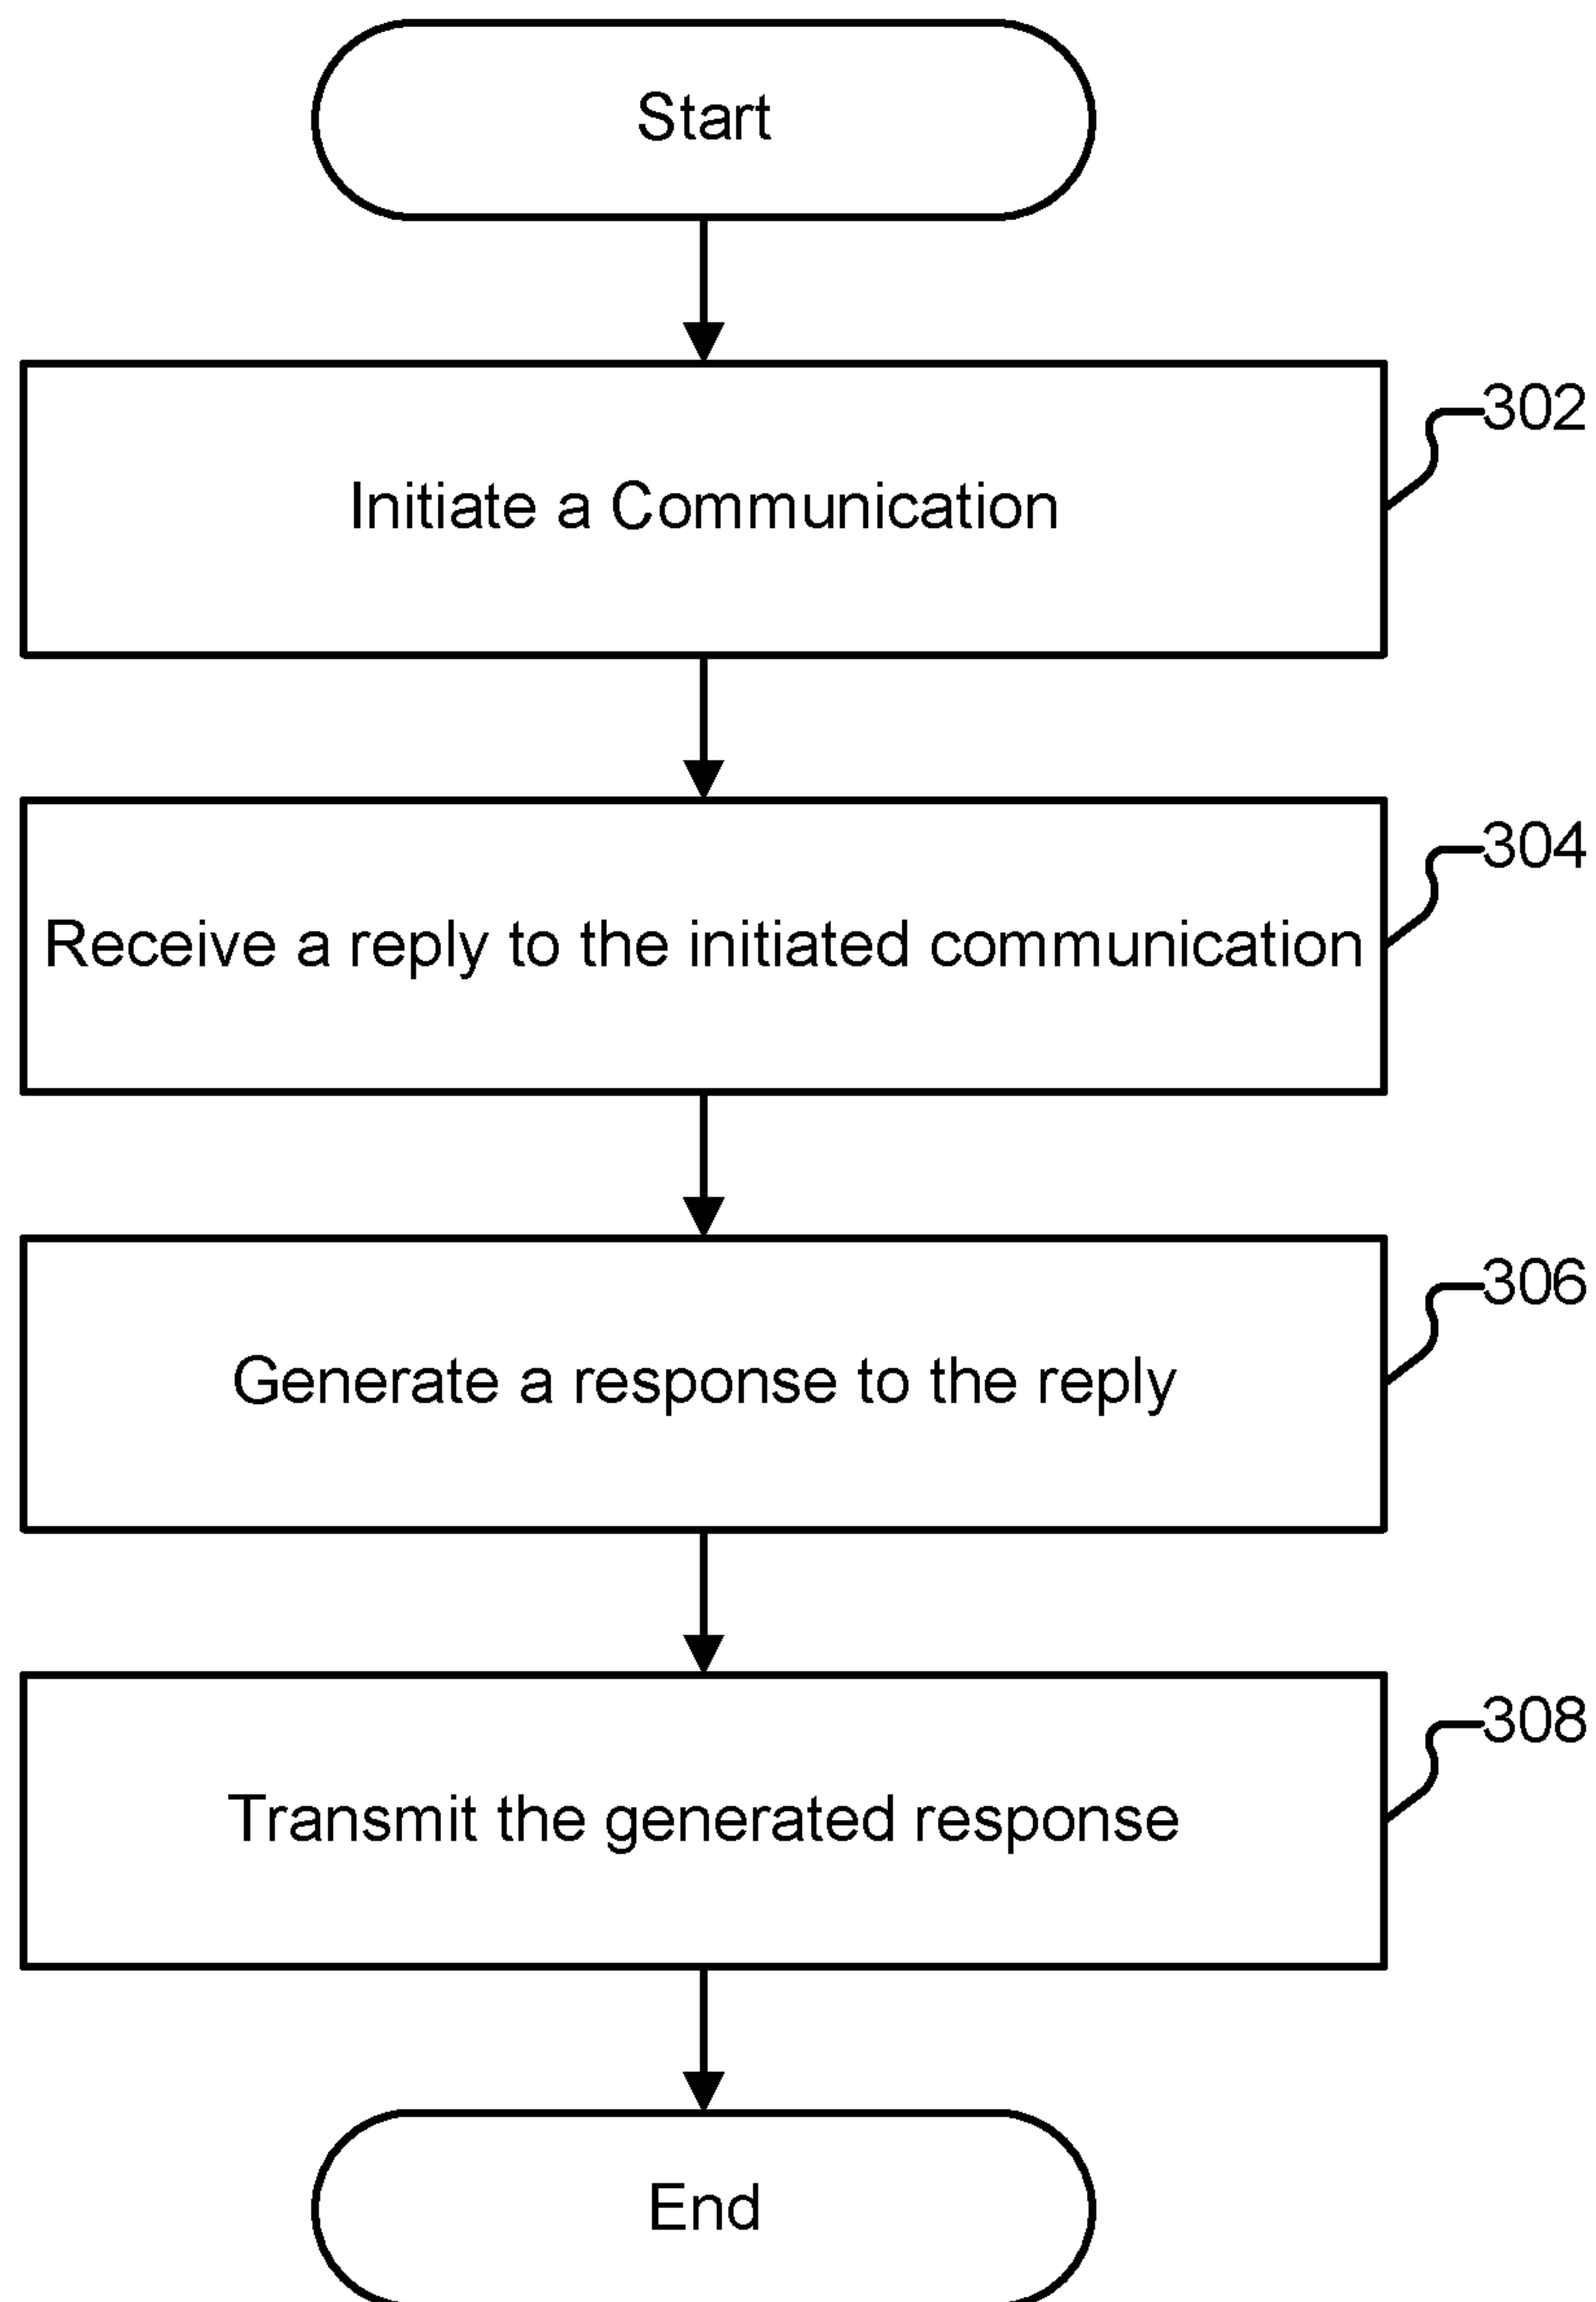 Start
302
Initiate a Communication
304
Receive a reply to the initiated communication
306
Generate a response to the reply
308
Transmit the generated response
End